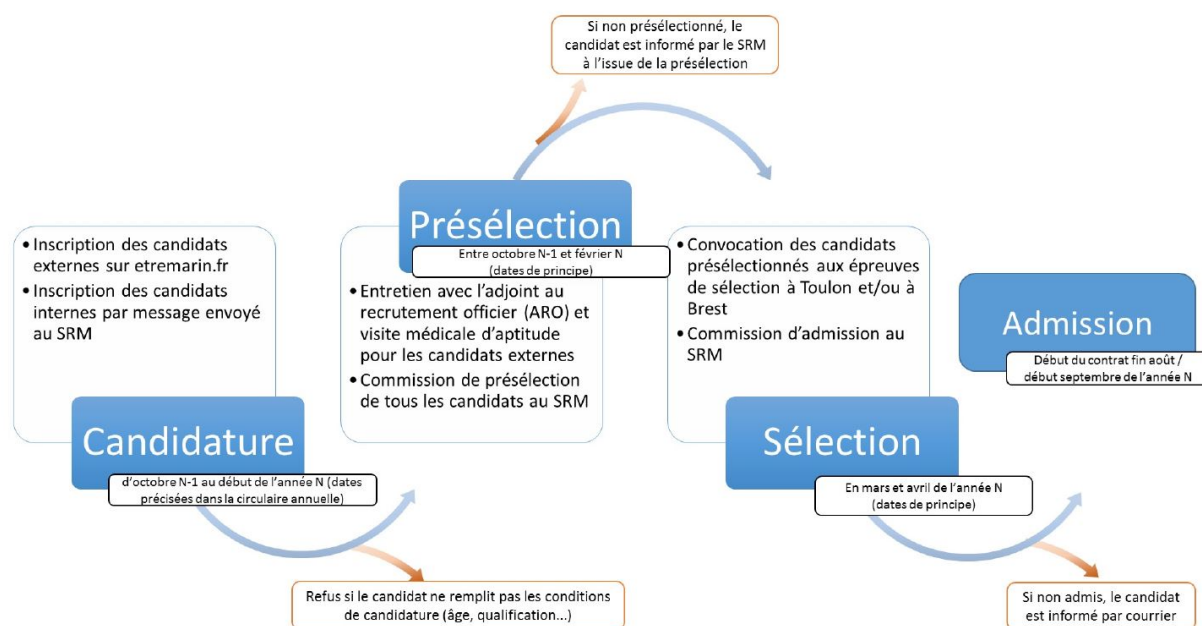 Si non présélectionné, le
candidat est informé par le SRM
à l'issue de la présélection
• Inscription des candidats
externes sur etremarin.fr
• Inscription des candidats
internes par message envoyé
au SRM
Candidature
d'octobre N-1 au début de l'année N (dates
précisées dans la circulaire annuelle)
Refus si le candidat ne remplit pas les conditions
de candidature (âge, qualification...)
Présélection
Entre octobre N-1 et février N
(dates de principe)
• Entretien avec l'adjoint au
recrutement officier (ARO) et
visite médicale d'aptitude
pour les candidats externes
• Commission de présélection
de tous les candidats au SRM
• Convocation des candidats
présélectionnés aux épreuves
de sélection à Toulon et/ou à
Brest
• Commission d'admission au
SRM
Sélection
En mars et avril de l'année N
(dates de principe)
Si non admis, le candidat
est informé par courrier
Admission
Début du contrat fin août /
début septembre de l'année N